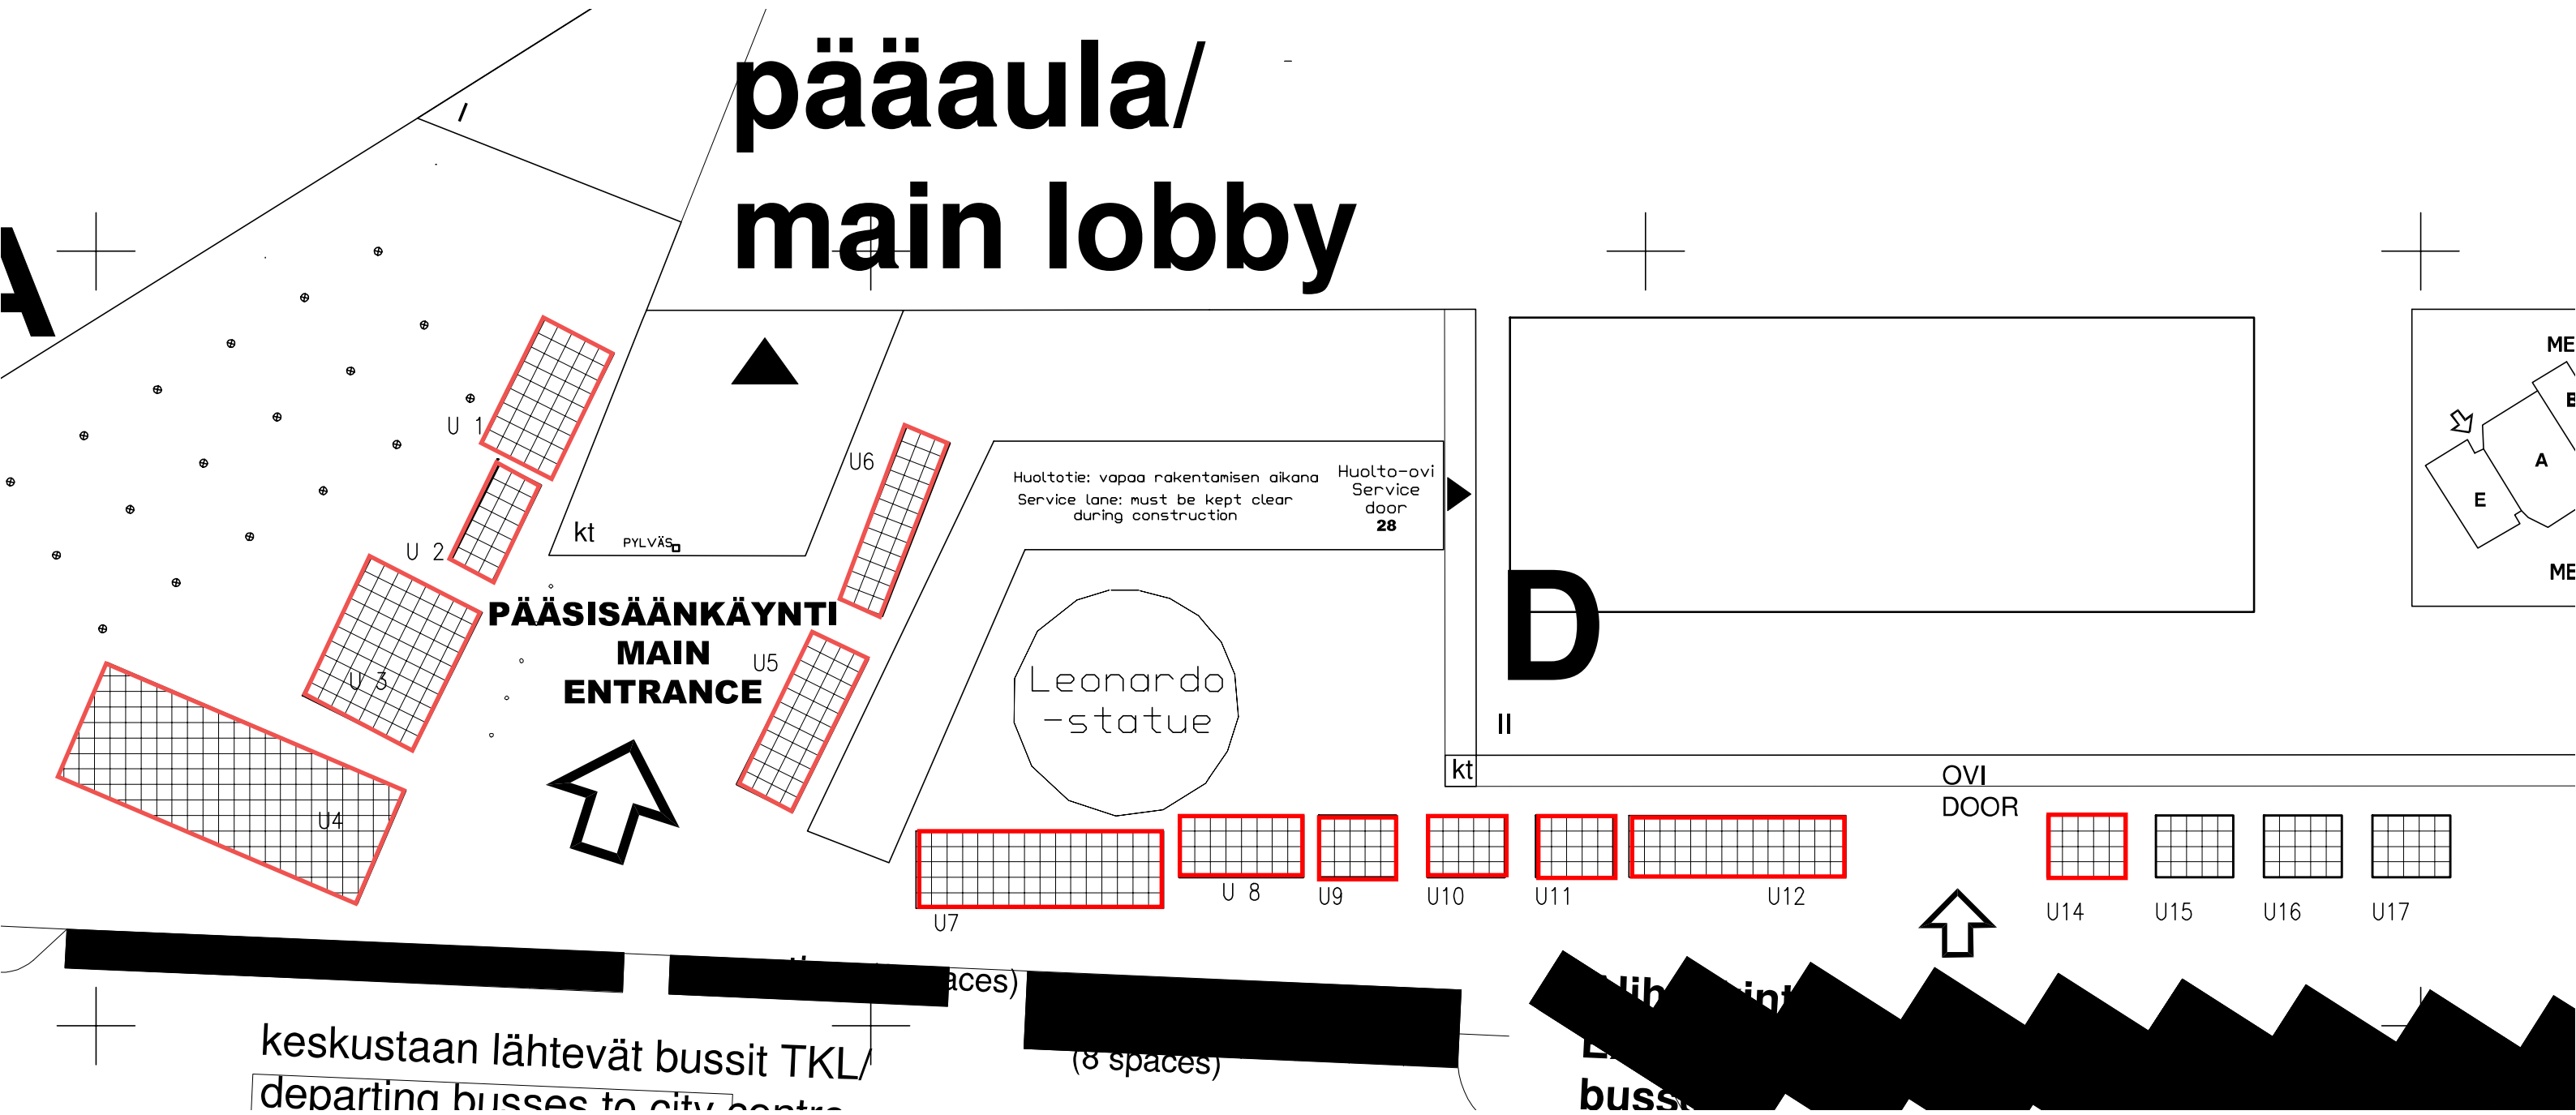 pääaula/
main lobby
A
U 1
U6
Huoltotie: vapaa rakentamisen aikana
Service lane: must be kept clear
during construction
Huolto-ovi
Service
door
28
ME
B
A
E
ME
kt
PYLVÄS
U 2
PÄÄSISÄÄNKÄYNTI
MAIN
ENTRANCE
U5
U 3
U4
Leonardo
-statue
D
II
kt
OVI
DOOR
U7
U 8
U9
U10
U11
U12
U14
U15
U16
U17
aces)
(8 spaces)
keskustaan lähtevät bussit TKL/
departing busses to city centre